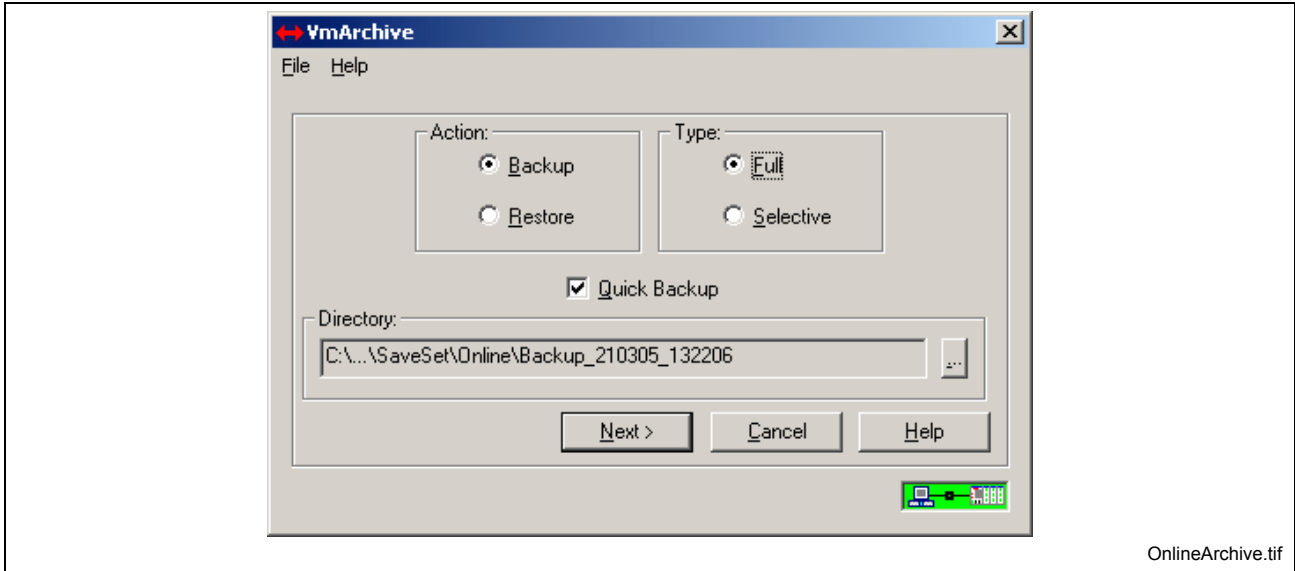 VmArchive
File Help
Action:
Type:
Backup
Full
Restore
Selective
Quick Backup
Directory:
C:\...\SaveSet\Online\Backup_210305_132206
...
Next >
Cancel
Help
OnlineArchive.tif